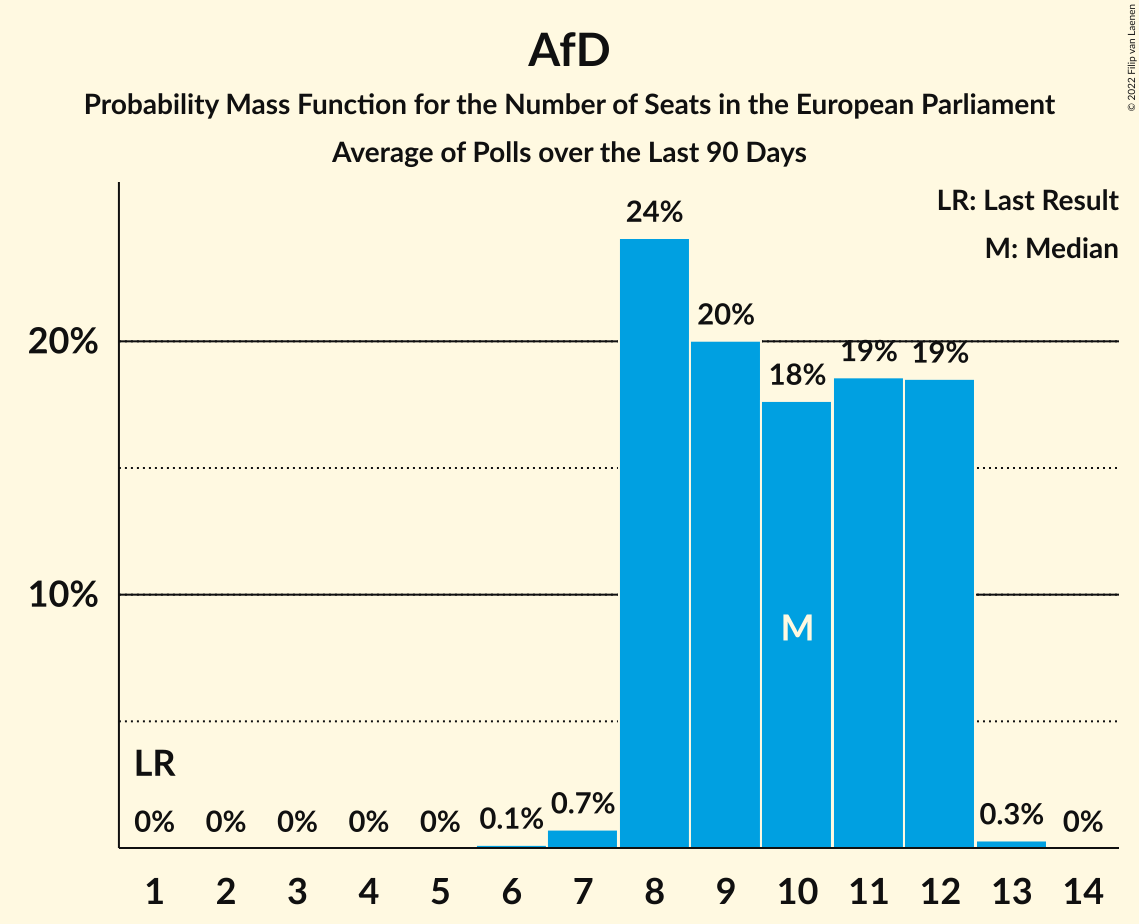 AfD
Probability Mass Function for the Number of Seats in the European Parliament
Average of Polls over the Last 90 Days
© 2022 Filip van Laenen
LR: Last Result
M: Median
24%
20%
20%
19% 19%
18%
10%
M
LR
0% 0% 0% 0% 0% 0.1% 0.7% 0.3% 0%
1 2 3 4 5 6 7 8 9 10 11 12 13 14